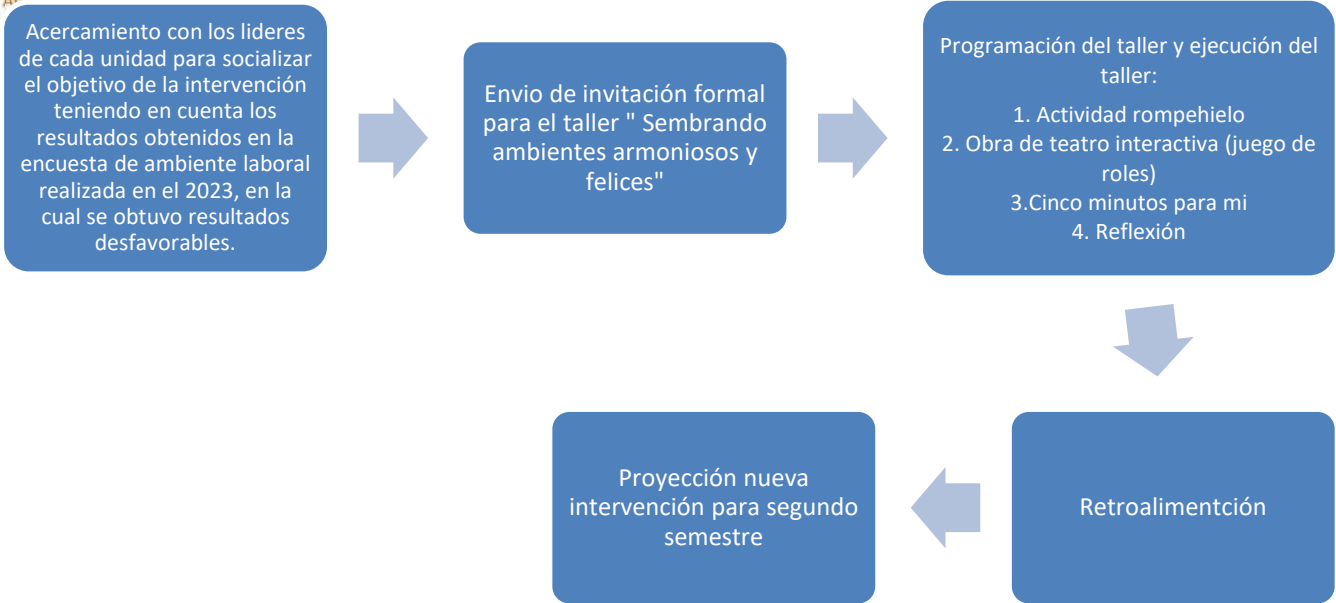 Acercamiento con los lideres
de cada unidad para socializar
el objetivo de la intervención
teniendo en cuenta los
resultados obtenidos en la
encuesta de ambiente laboral
realizada en el 2023, en la
cual se obtuvo resultados
desfavorables.
Envio de invitación formal
para el taller " Sembrando
ambientes armoniosos y
felices"
Programación del taller y ejecución del
taller:
1. Actividad rompehielo
2. Obra de teatro interactiva (juego de
roles)
3.Cinco minutos para mi
4. Reflexión
Retroalimentción
Proyección nueva
intervención para segundo
semestre